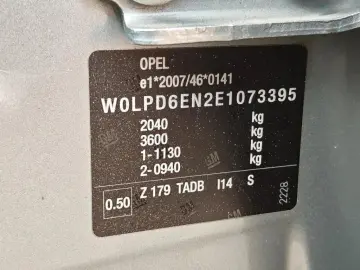 OPEL
e1*2007/46*0141
W0LPD6EN2E1073395
2040 kg
3600 kg
1-1130 kg
2-0940 kg
0.50 Z 179 TADB I14 S
2228